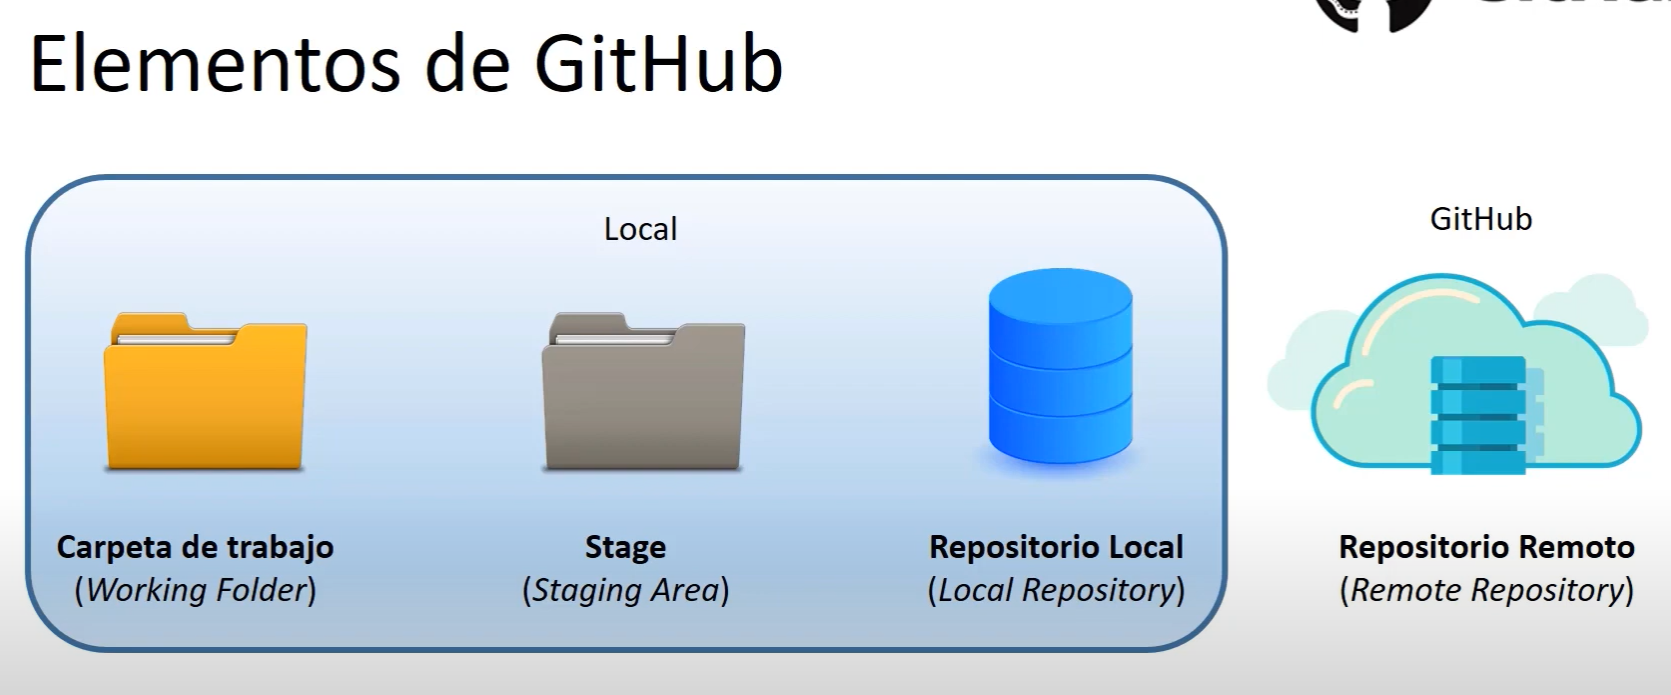 Elementos de GitHub
Local
GitHub
Carpeta de trabajo
(Working Folder)
Stage
(Staging Area)
Repositorio Local
(Local Repository)
Repositorio Remoto
(Remote Repository)